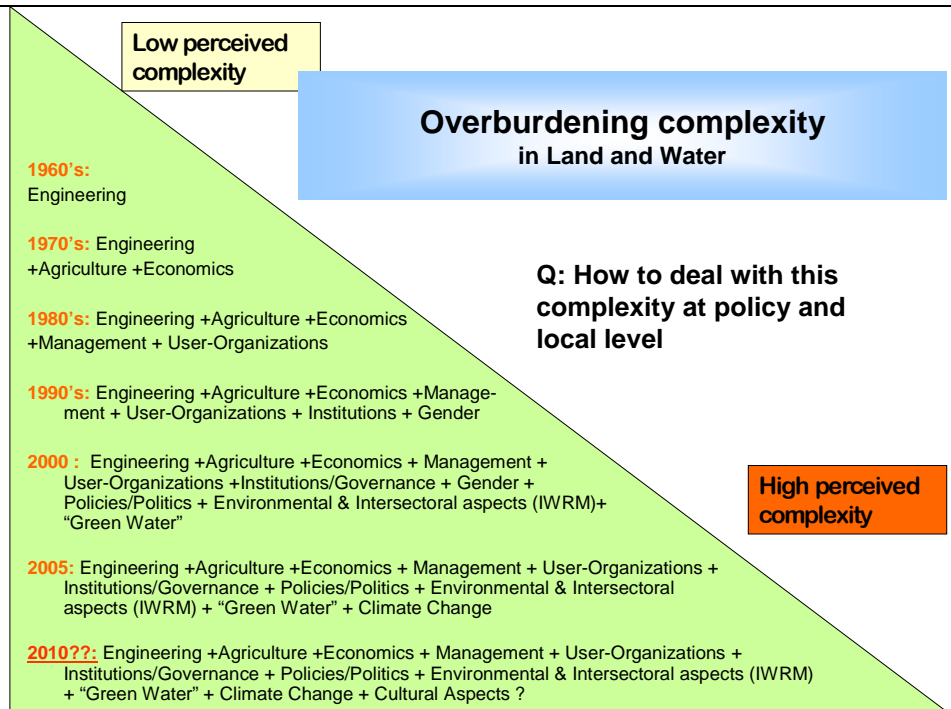 Low perceived
complexity
Overburdening complexity
in Land and Water
1960's:
Engineering
1970's: Engineering
+Agriculture +Economics
Q: How to deal with this
complexity at policy and
local level
1980's: Engineering +Agriculture +Economics
+Management + User-Organizations
1990's: Engineering +Agriculture +Economics +Manage-
ment + User-Organizations + Institutions + Gender
2000 : Engineering +Agriculture +Economics + Management +
User-Organizations +Institutions/Governance + Gender +
Policies/Politics + Environmental & Intersectoral aspects (IWRM)+
“Green Water”
High perceived
complexity
2005: Engineering +Agriculture +Economics + Management + User-Organizations +
Institutions/Governance + Policies/Politics + Environmental & Intersectoral
aspects (IWRM) + “Green Water” + Climate Change
2010??: Engineering +Agriculture +Economics + Management + User-Organizations +
Institutions/Governance + Policies/Politics + Environmental & Intersectoral aspects (IWRM)
+ “Green Water” + Climate Change + Cultural Aspects ?